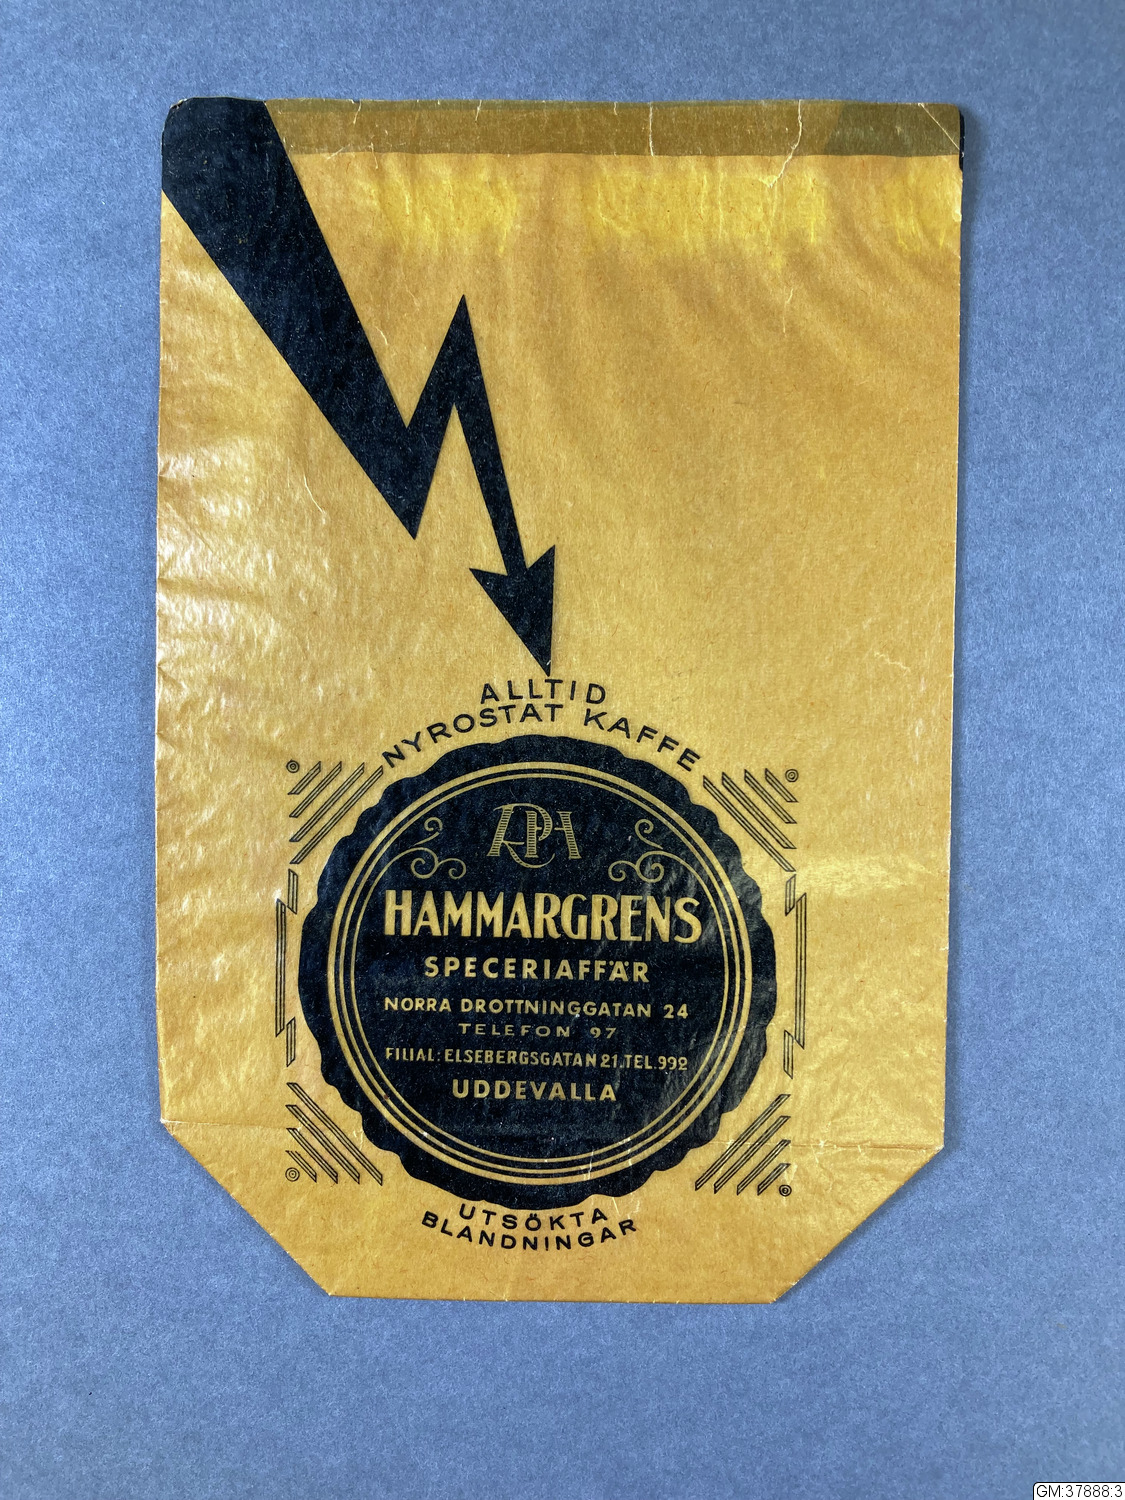 ALLTID
NYROSTAT KAFFE
RPH
HAMMARGRENS
SPECERIAFFÄR
NORRA DROTTNINGGATAN 24
TELEFON 97
FILIAL: ELSEBERGSGATAN 21. TEL. 992
UDDEVALLA
UTSÖKTA
BLANDNINGAR
GM:37888:3